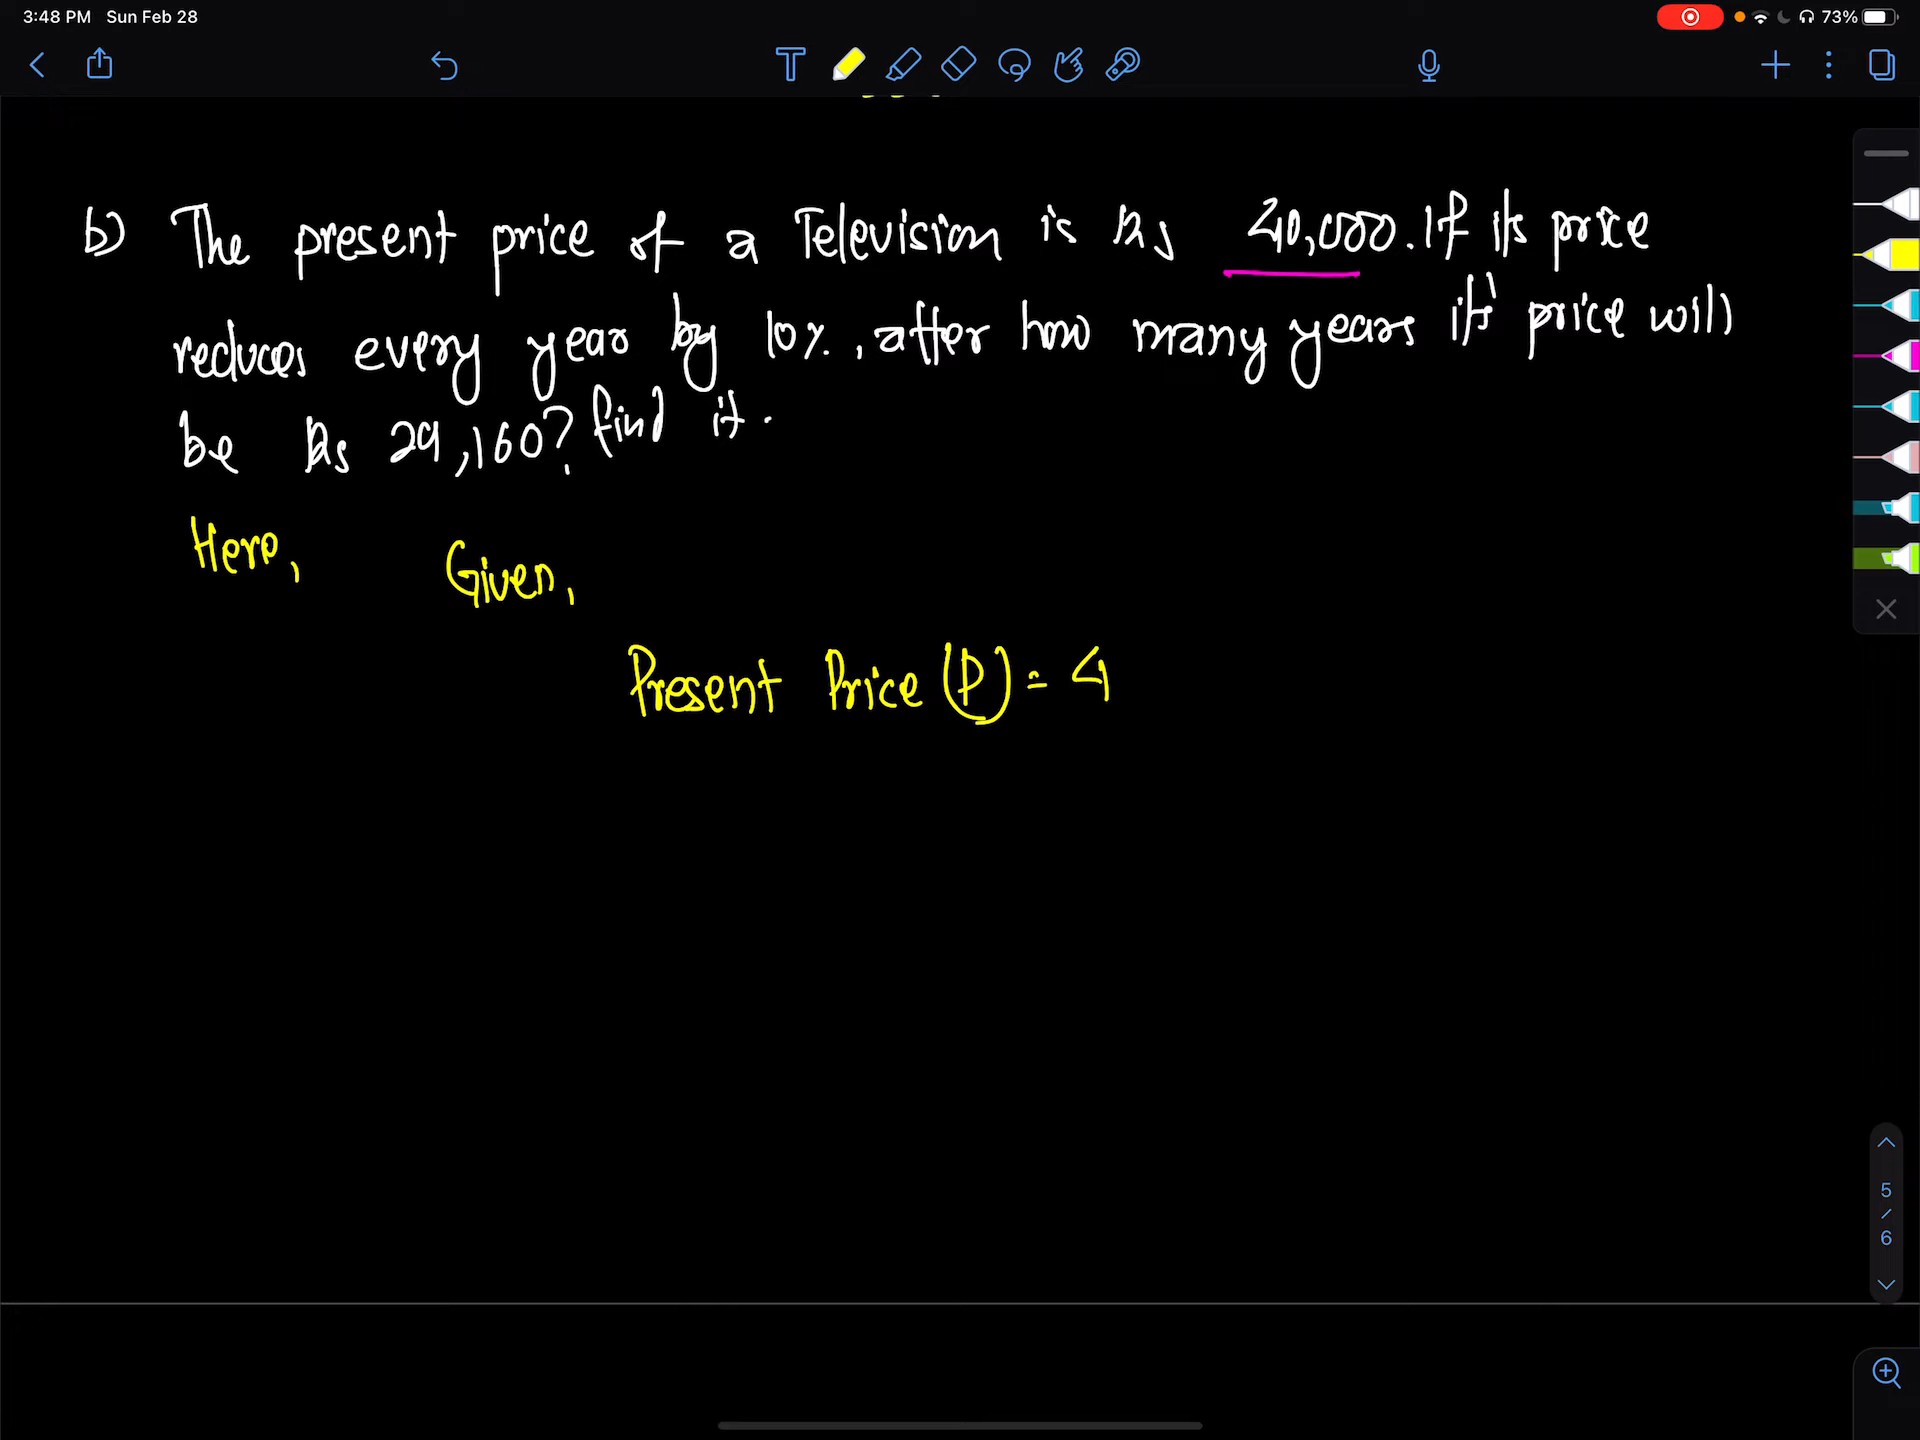 3:48 PM Sun Feb 28
73%
b) The present price of a Television is Rs 40,000. If its price
reduces every year by 10%, after how many years its' price will
be Rs 29,160? find it.
Here, Given,
Present Price (P) = 4
5
/
6